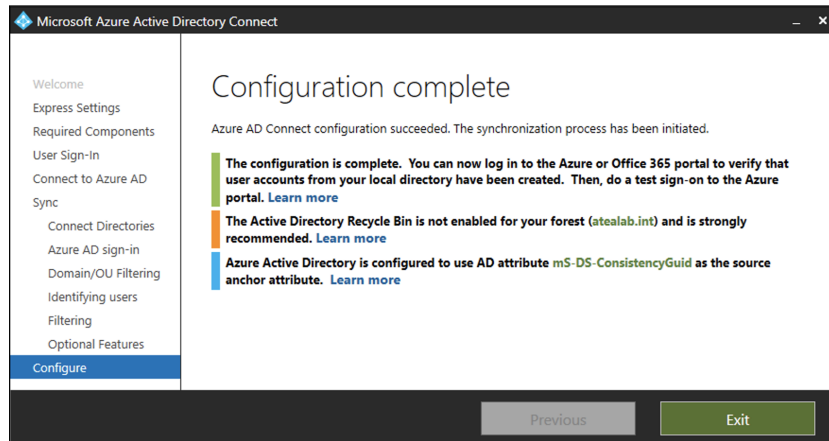 Microsoft Azure Active Directory Connect
Welcome
Express Settings
Required Components
User Sign-In
Connect to Azure AD
Sync
Connect Directories
Azure AD sign-in
Domain/OU Filtering
Identifying users
Filtering
Optional Features
Configure
Configuration complete
Azure AD Connect configuration succeeded. The synchronization process has been initiated.
The configuration is complete. You can now log in to the Azure or Office 365 portal to verify that
user accounts from your local directory have been created. Then, do a test sign-on to the Azure
portal. Learn more
The Active Directory Recycle Bin is not enabled for your forest (atealab.int) and is strongly
recommended. Learn more
Azure Active Directory is configured to use AD attribute mS-DS-ConsistencyGuid as the source
anchor attribute. Learn more
Previous
Exit